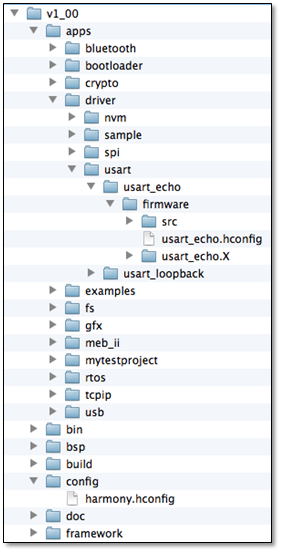 v1_00
apps
bluetooth
bootloader
crypto
driver
nvm
sample
spi
usart
usart_echo
firmware
src
usart_echo.hconfig
usart_echo.X
usart_loopback
examples
fs
gfx
meb_ii
mytestproject
rtos
tcpip
usb
bin
bsp
build
config
harmony.hconfig
doc
framework